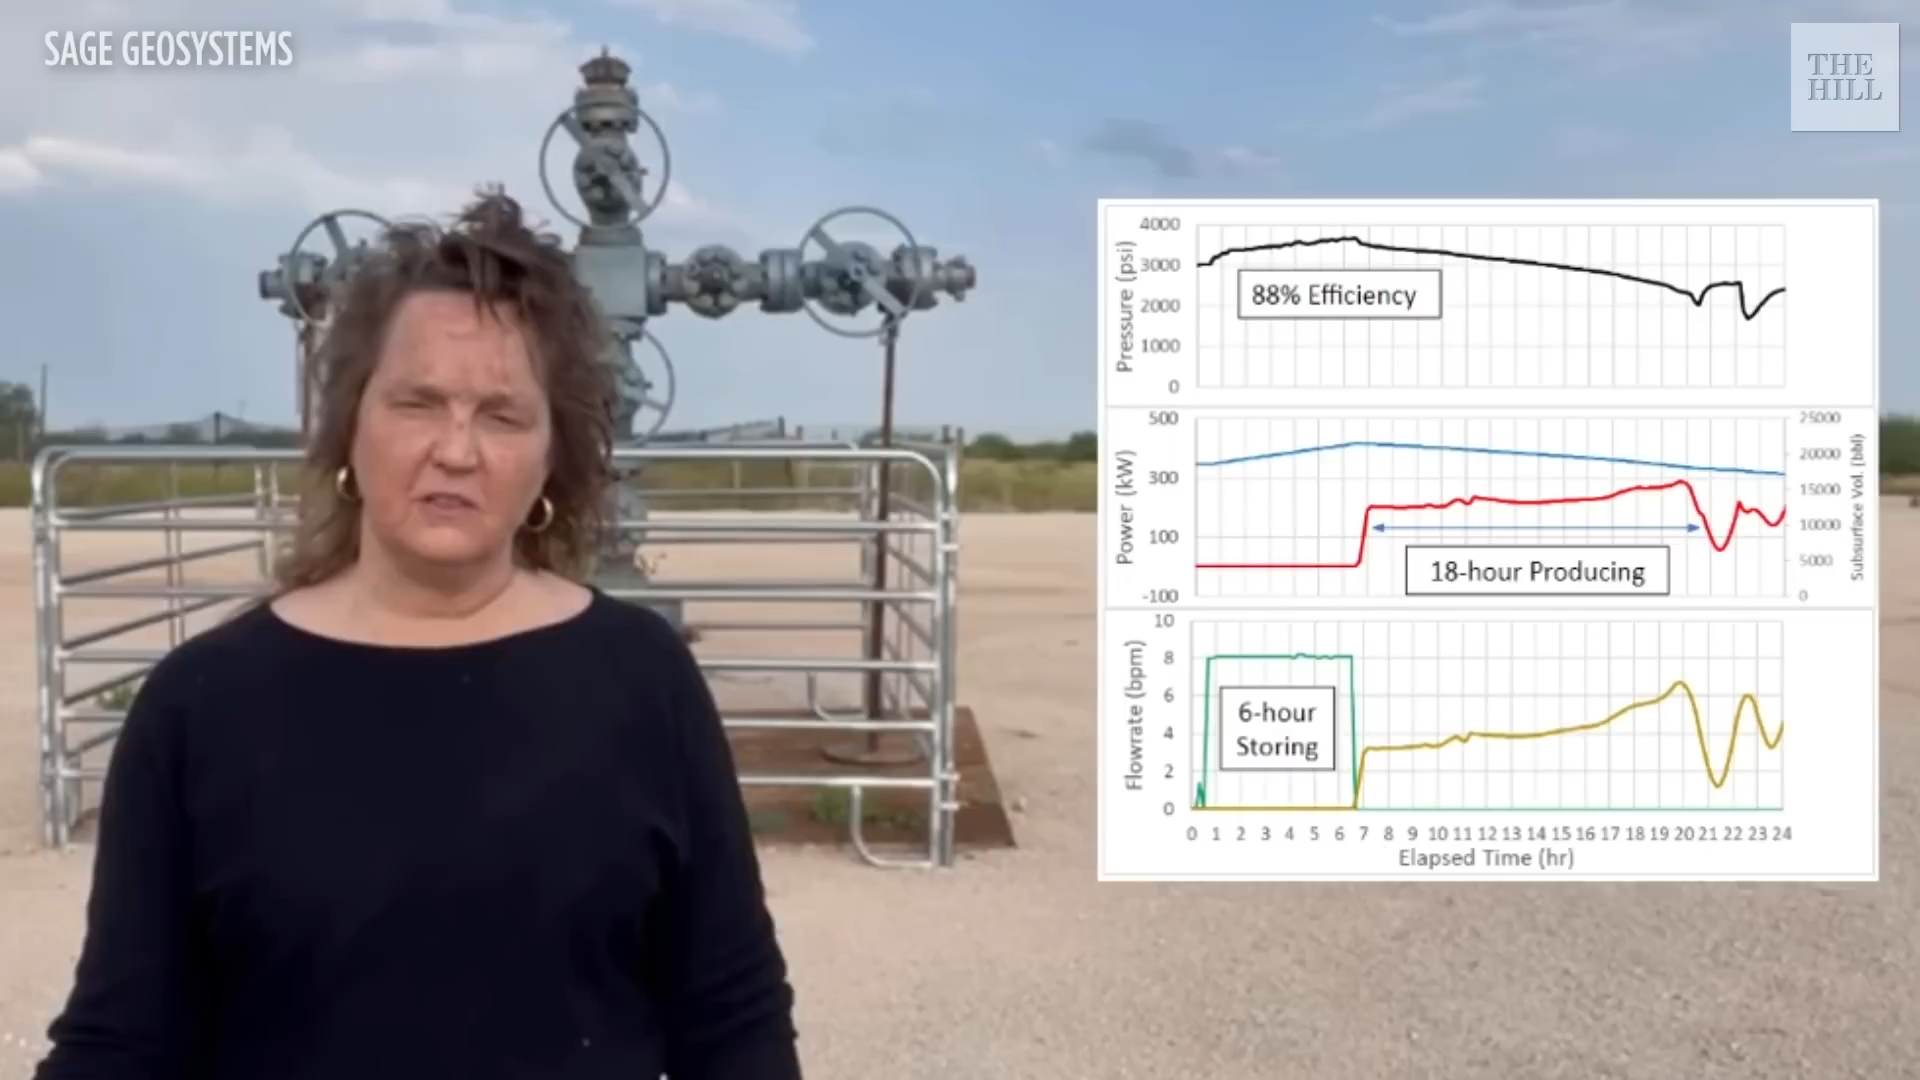 SAGE GEOSYSTEMS
THE
HILL
4000
3000
2000
1000
0
Pressure (psi)
88% Efficiency
500
300
100
-100
Power (kW)
25000
20000
15000
10000
5000
0
Subsurface Vol. (bbl)
18-hour Producing
10
8
6
4
2
0
Flowrate (bpm)
6-hour
Storing
0 1 2 3 4 5 6 7 8 9 10 11 12 13 14 15 16 17 18 19 20 21 22 23 24
Elapsed Time (hr)